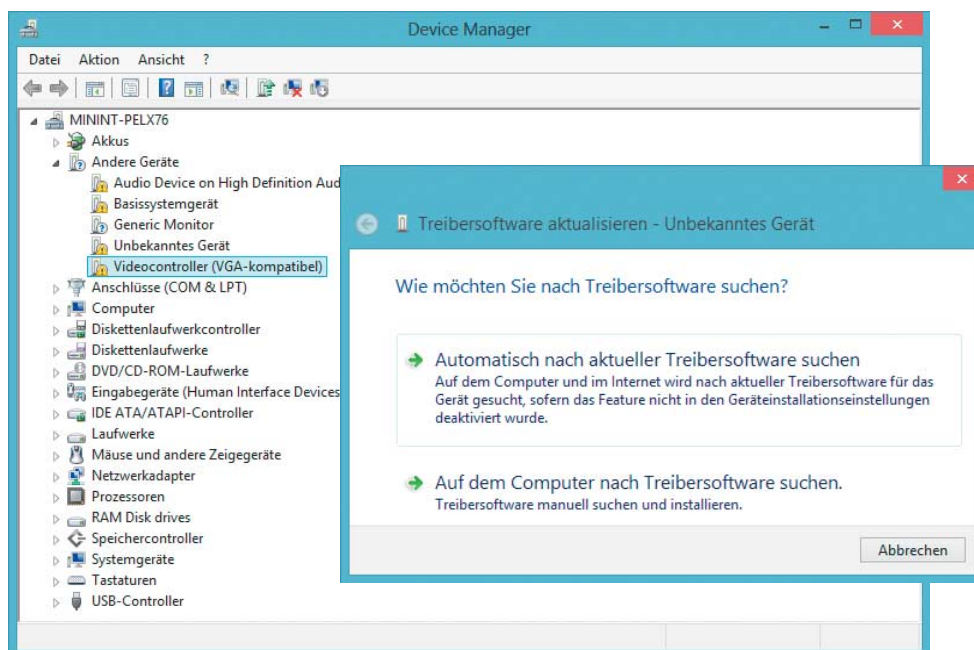 Device Manager
Datei Aktion Ansicht ?
MININT-PELX76
Akkus
Andere Geräte
Audio Device on High Definition Aud
Basissystemgerät
Generic Monitor
Unbekanntes Gerät
Videocontroller (VGA-kompatibel)
Anschlüsse (COM & LPT)
Computer
Diskettenlaufwerkcontroller
Diskettenlaufwerke
DVD/CD-ROM-Laufwerke
Eingabegeräte (Human Interface Devices
IDE ATA/ATAPI-Controller
Laufwerke
Mäuse und andere Zeigegeräte
Netzwerkadapter
Prozessoren
RAM Disk drives
Speichercontroller
Systemgeräte
Tastaturen
USB-Controller
Treibersoftware aktualisieren - Unbekanntes Gerät
Wie möchten Sie nach Treibersoftware suchen?
Automatisch nach aktueller Treibersoftware suchen
Auf dem Computer und im Internet wird nach aktueller Treibersoftware für das
Gerät gesucht, sofern das Feature nicht in den Geräteinstallationseinstellungen
deaktiviert wurde.
Auf dem Computer nach Treibersoftware suchen.
Treibersoftware manuell suchen und installieren.
Abbrechen